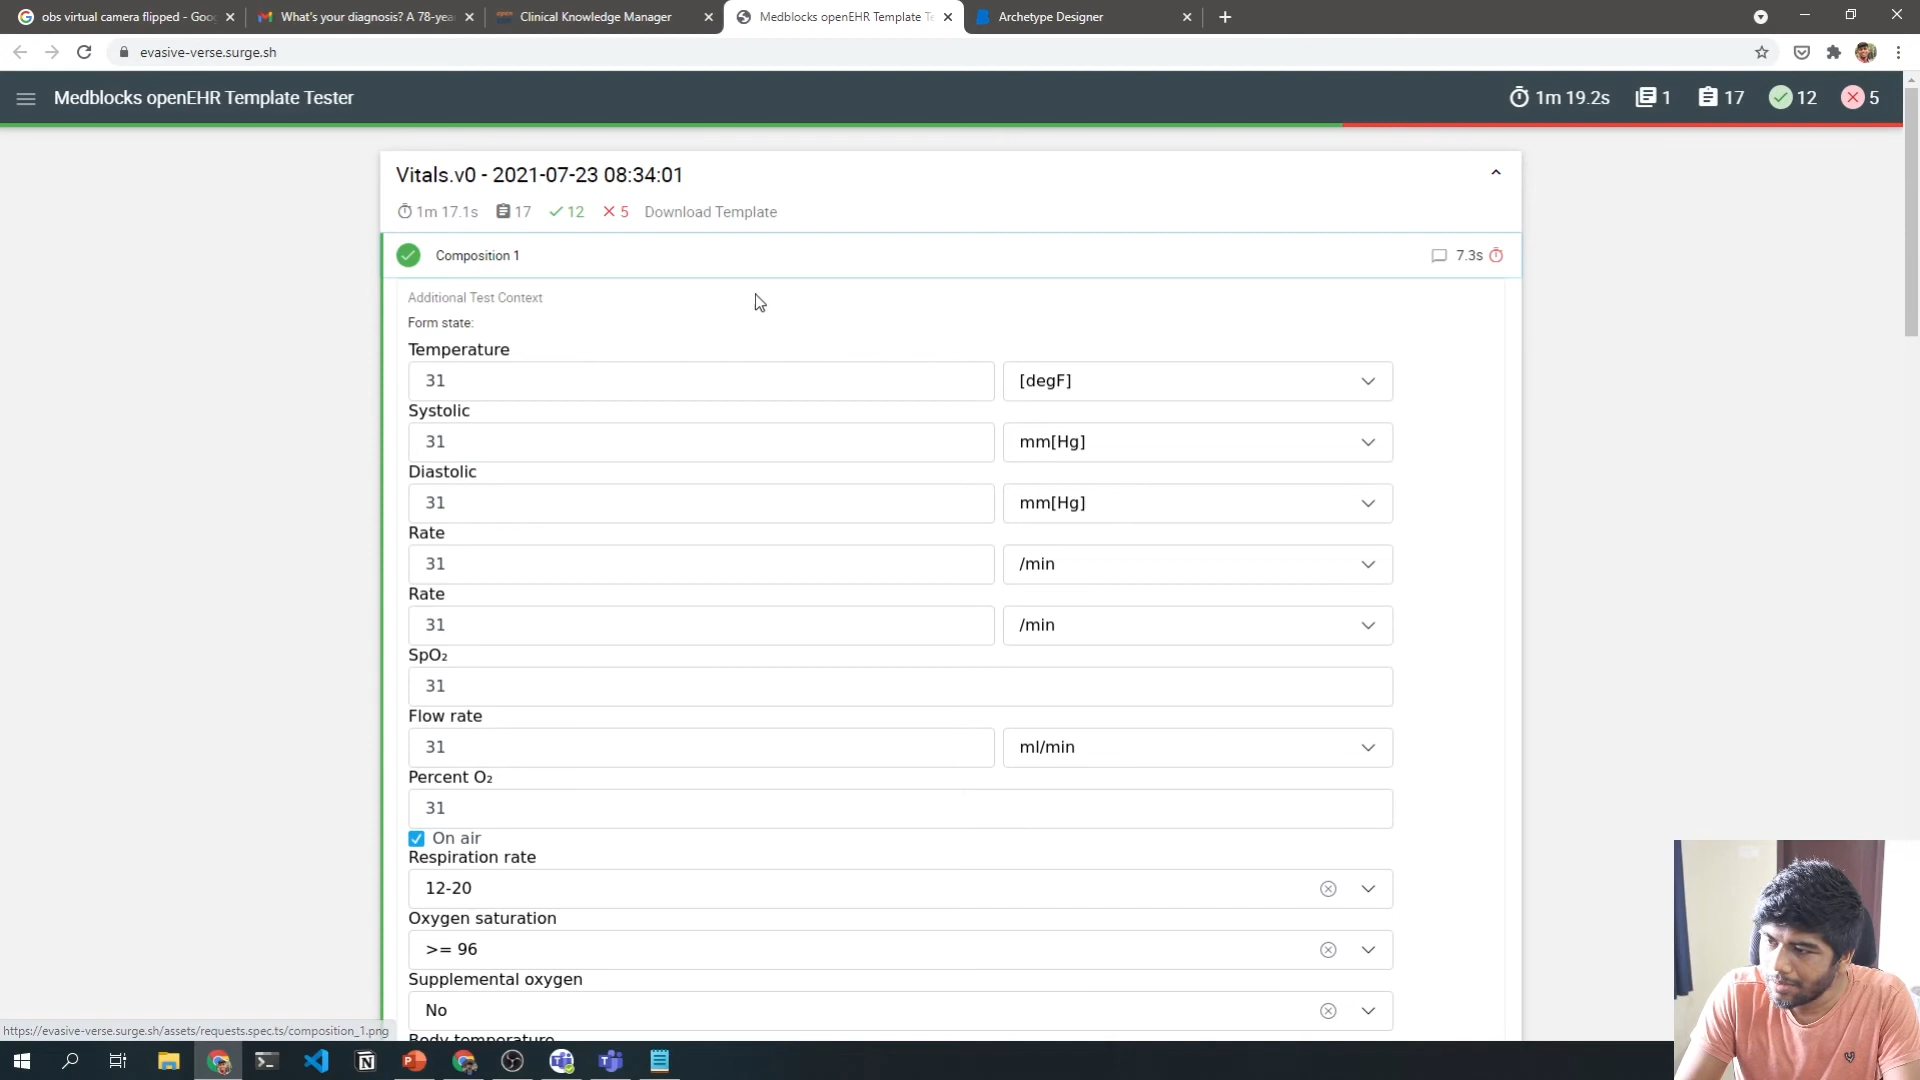 obs virtual camera flipped - Goo
What's your diagnosis? A 78-yea
Clinical Knowledge Manager
Medblocks openEHR Template Te
Archetype Designer
evasive-verse.surge.sh
Medblocks openEHR Template Tester
1m 19.2s 1 17 12 5
Vitals.v0 - 2021-07-23 08:34:01
1m 17.1s 17 12 5 Download Template
Composition 1 7.3s
Additional Test Context
Form state:
Temperature
31 [degF]
Systolic
31 mm[Hg]
Diastolic
31 mm[Hg]
Rate
31 /min
Rate
31 /min
SpO₂
31
Flow rate
31 ml/min
Percent O₂
31
On air
Respiration rate
12-20
Oxygen saturation
>= 96
Supplemental oxygen
No
Body temperature
https://evasive-verse.surge.sh/assets/requests.spec.ts/composition_1.png